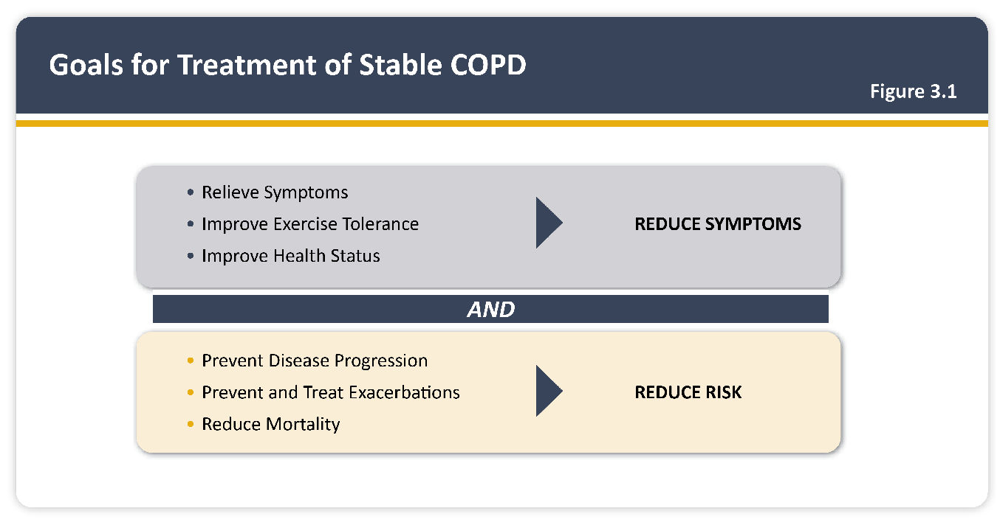 Goals for Treatment of Stable COPD
Figure 3.1
• Relieve Symptoms
• Improve Exercise Tolerance
• Improve Health Status
REDUCE SYMPTOMS
AND
• Prevent Disease Progression
• Prevent and Treat Exacerbations
• Reduce Mortality
REDUCE RISK